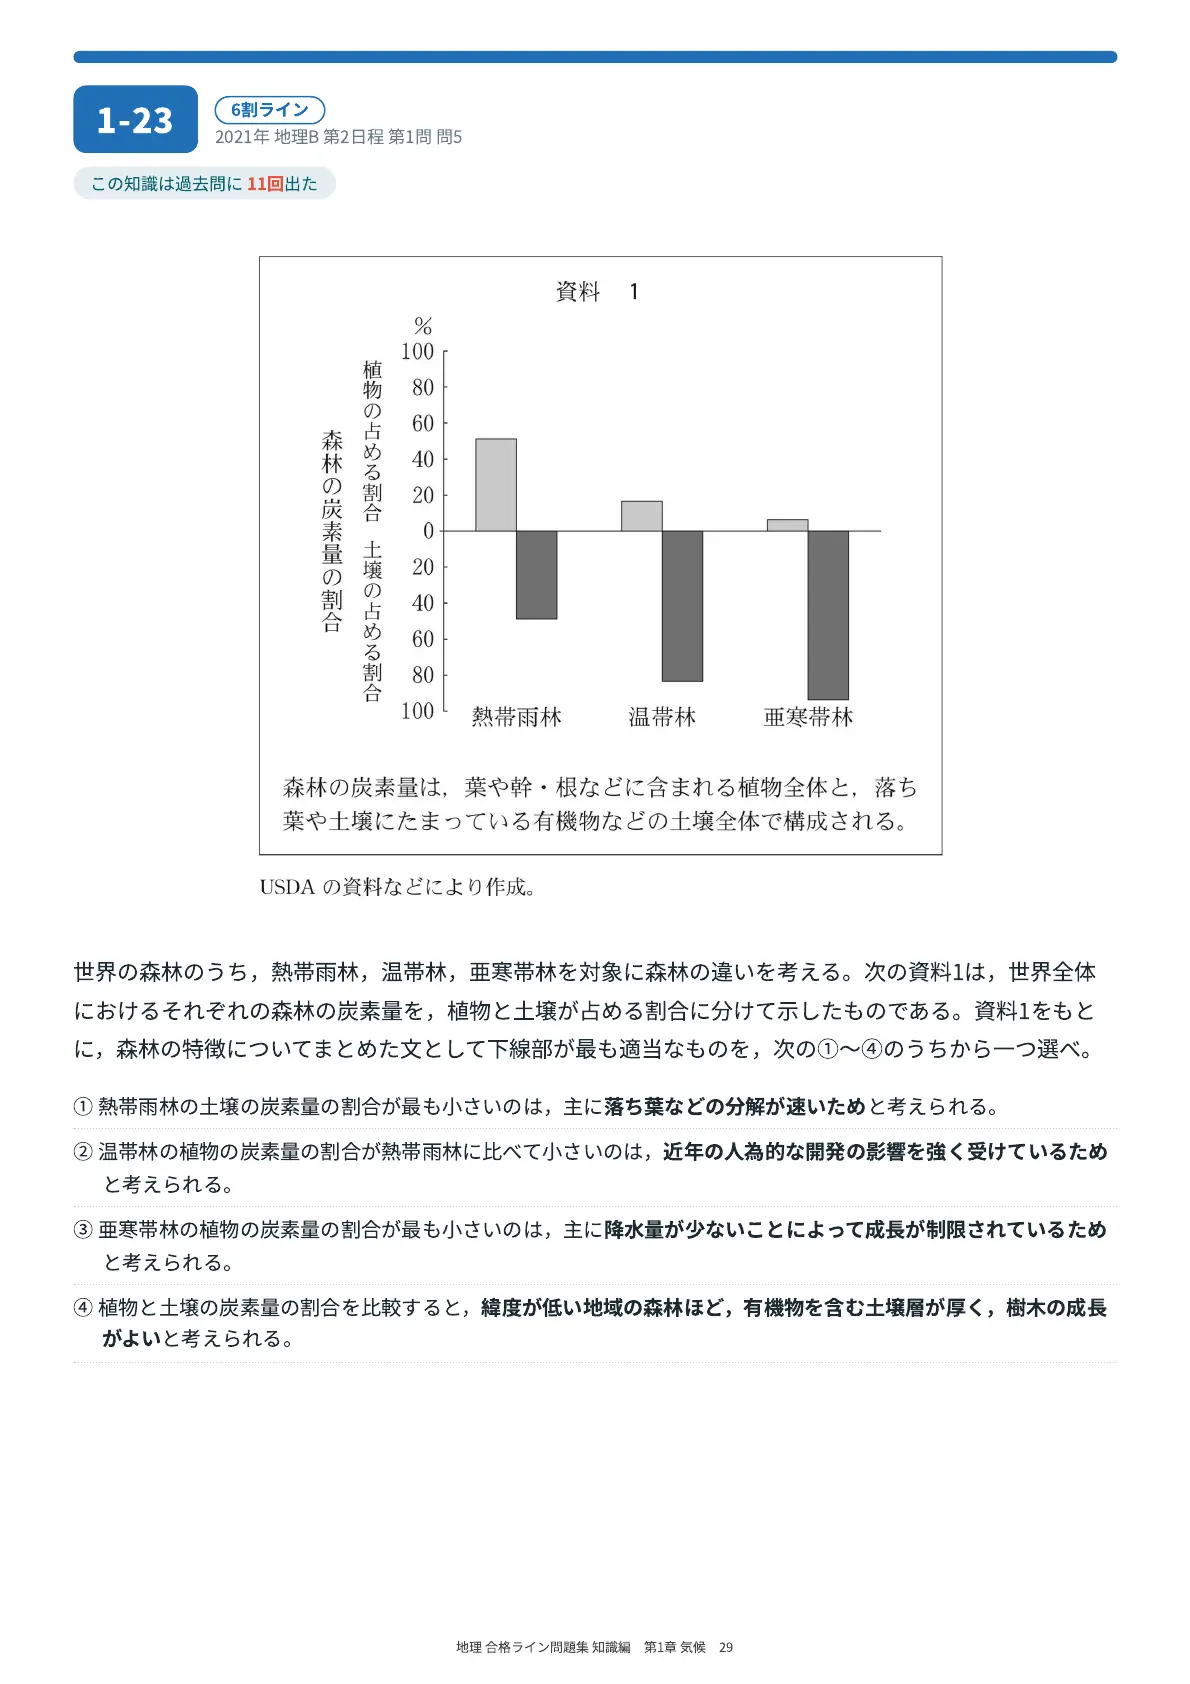 1-23
6割ライン
2021年 地理B 第2日程 第1問 問5
この知識は過去問に 11回出た
資料 1
%
100
80
60
40
20
0
20
40
60
80
100
森林の炭素量の割合
植物の占める割合
土壌の占める割合
熱帯雨林 温帯林 亜寒帯林
森林の炭素量は，葉や幹・根などに含まれる植物全体と，落ち
葉や土壌にたまっている有機物などの土壌全体で構成される。
USDA の資料などにより作成。
世界の森林のうち，熱帯雨林，温帯林，亜寒帯林を対象に森林の違いを考える。次の資料1は，世界全体
におけるそれぞれの森林の炭素量を，植物と土壌が占める割合に分けて示したものである。資料1をもと
に，森林の特徴についてまとめた文として下線部が最も適当なものを，次の①～④のうちから一つ選べ。
① 熱帯雨林の土壌の炭素量の割合が最も小さいのは，主に落ち葉などの分解が速いためと考えられる。
② 温帯林の植物の炭素量の割合が熱帯雨林に比べて小さいのは，近年の人為的な開発の影響を強く受けているため
と考えられる。
③ 亜寒帯林の植物の炭素量の割合が最も小さいのは，主に降水量が少ないことによって成長が制限されているため
と考えられる。
④ 植物と土壌の炭素量の割合を比較すると，緯度が低い地域の森林ほど，有機物を含む土壌層が厚く，樹木の成長
がよいと考えられる。
地理 合格ライン問題集 知識編 第1章 気候 29